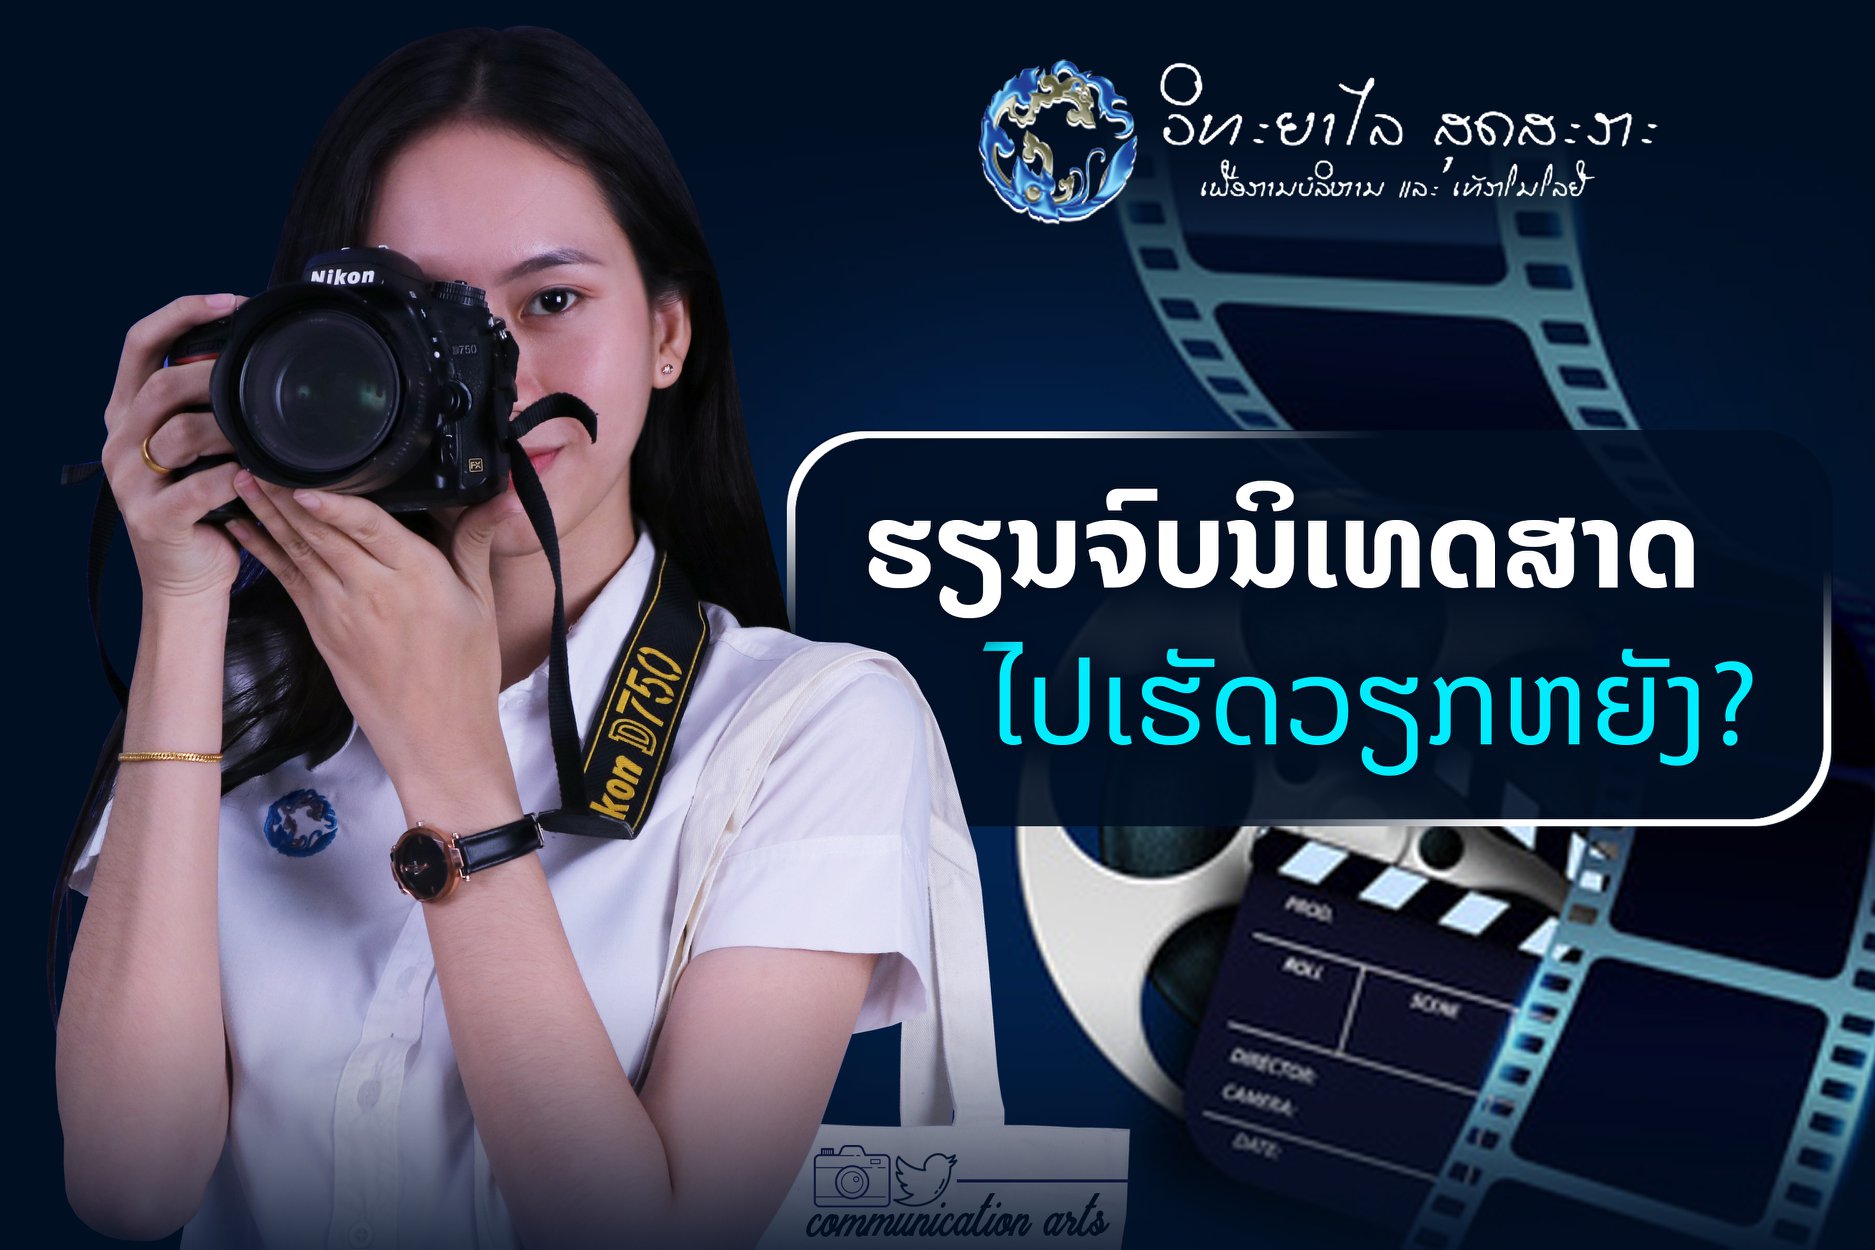 ວິທະຍາໄລ ສຸດສະກະ
ເພື່ອການບໍລິຫານ ແລະ ເທັກໂນໂລຢີ
Nikon
D750
FX
ຮຽນຈົບນິເທດສາດ
ໄປເຮັດວຽກຫຍັງ?
kon D750
PROD.
ROLL
SCENE
DIRECTOR:
CAMERA:
DATE:
communication arts